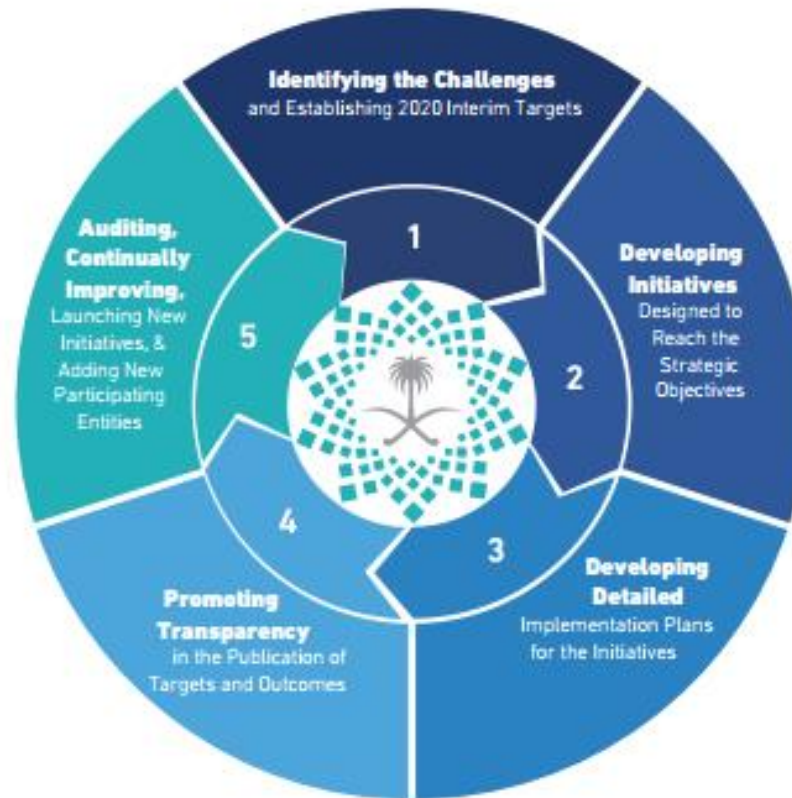 Identifying the Challenges
and Establishing 2020 Interim Targets
1
Developing
Initiatives
Designed to
Reach the
Strategic
Objectives
2
Developing
Detailed
Implementation Plans
for the Initiatives
3
Promoting
Transparency
in the Publication of
Targets and Outcomes
4
Auditing,
Continually
Improving,
Launching New
Initiatives, &
Adding New
Participating
Entities
5